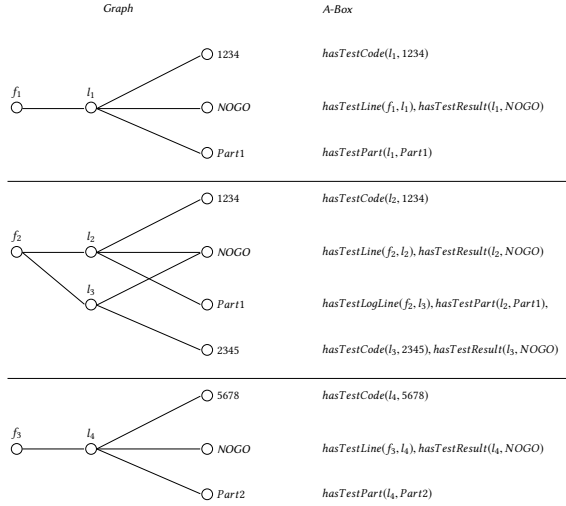 Graph A-Box
1234 hasTestCode(l₁, 1234)
f₁ l₁
NOGO hasTestLine(f₁, l₁), hasTestResult(l₁, NOGO)
Part1 hasTestPart(l₁, Part1)
1234 hasTestCode(l₂, 1234)
f₂ l₂
NOGO hasTestLine(f₂, l₂), hasTestResult(l₂, NOGO)
l₃
Part1 hasTestLogLine(f₂, l₃), hasTestPart(l₂, Part1),
2345 hasTestCode(l₃, 2345), hasTestResult(l₃, NOGO)
5678 hasTestCode(l₄, 5678)
f₃ l₄
NOGO hasTestLine(f₃, l₄), hasTestResult(l₄, NOGO)
Part2 hasTestPart(l₄, Part2)